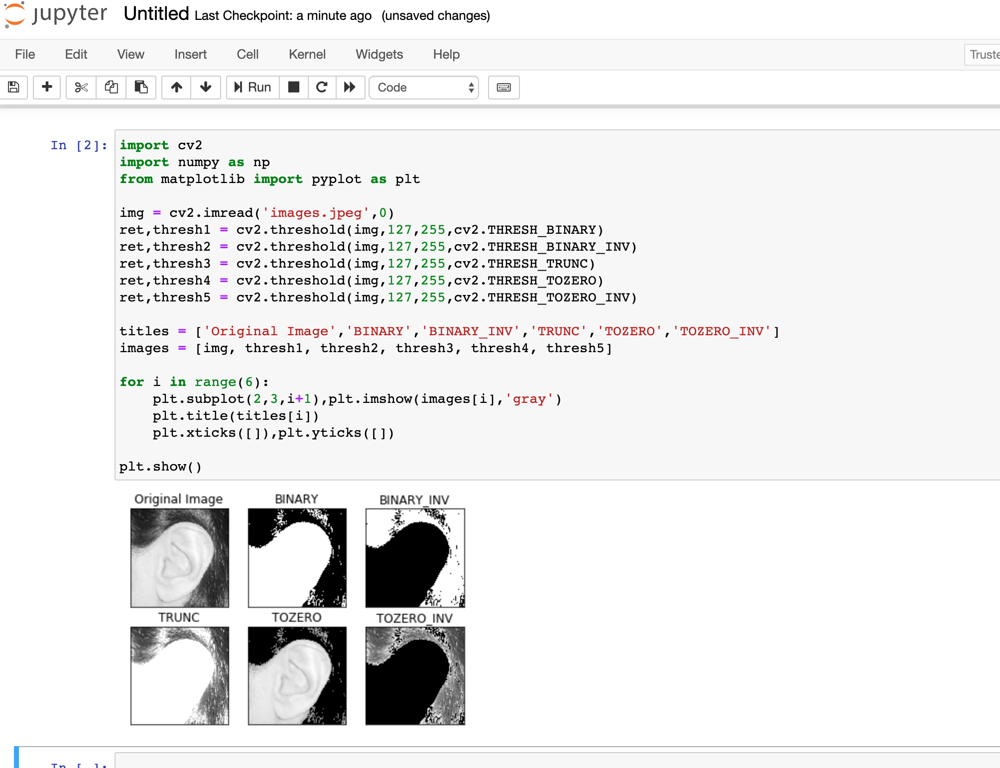 jupyter Untitled Last Checkpoint: a minute ago (unsaved changes)
File Edit View Insert Cell Kernel Widgets Help
Run Code
In [2]:
import cv2
import numpy as np
from matplotlib import pyplot as plt
img = cv2.imread('images.jpeg',0)
ret,thresh1 = cv2.threshold(img,127,255,cv2.THRESH_BINARY)
ret,thresh2 = cv2.threshold(img,127,255,cv2.THRESH_BINARY_INV)
ret,thresh3 = cv2.threshold(img,127,255,cv2.THRESH_TRUNC)
ret,thresh4 = cv2.threshold(img,127,255,cv2.THRESH_TOZERO)
ret,thresh5 = cv2.threshold(img,127,255,cv2.THRESH_TOZERO_INV)
titles = ['Original Image','BINARY','BINARY_INV','TRUNC','TOZERO','TOZERO_INV']
images = [img, thresh1, thresh2, thresh3, thresh4, thresh5]
for i in range(6):
    plt.subplot(2,3,i+1),plt.imshow(images[i],'gray')
    plt.title(titles[i])
    plt.xticks([]),plt.yticks([])
plt.show()
Original Image BINARY BINARY_INV
TRUNC TOZERO TOZERO_INV
In [ ]: